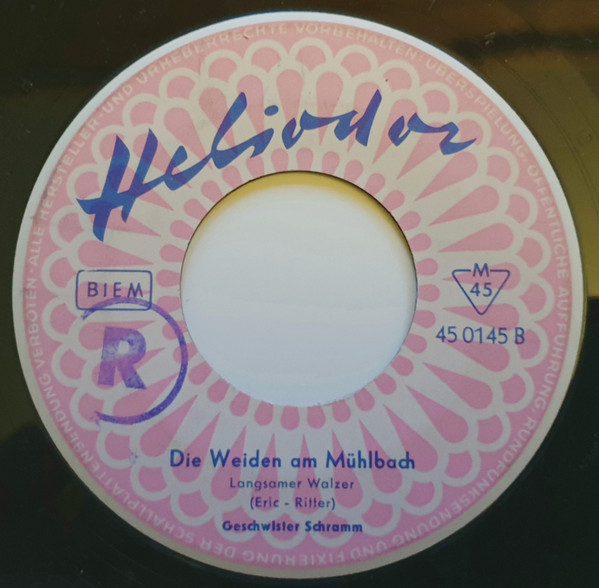 ALLE HERSTELLER- UND URHEBERRECHTE VORBEHALTEN · ÜBERSPIELUNG, ÖFFENTLICHE AUFFÜHRUNG, RUNDFUNKSENDUNG UND FIXIERUNG DER SCHALLPLATTENSENDUNG VERBOTEN ·
Heliodor
BIEM
R
M
45
45 0145 B
Die Weiden am Mühlbach
Langsamer Walzer
(Eric - Ritter)
Geschwister Schramm